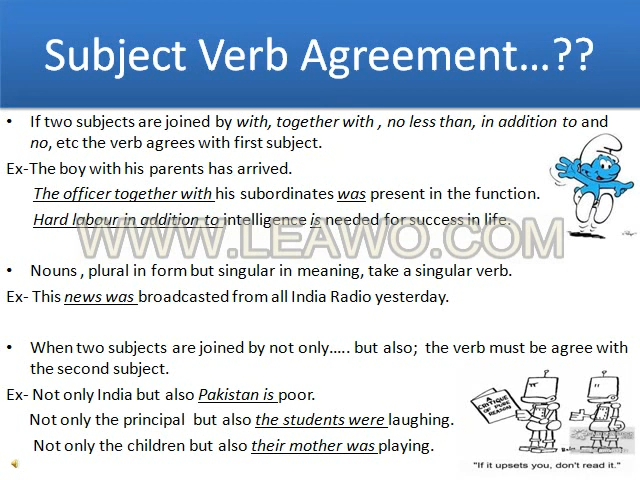 Subject Verb Agreement...??
• If two subjects are joined by with, together with , no less than, in addition to and
no, etc the verb agrees with first subject.
Ex-The boy with his parents has arrived.
The officer together with his subordinates was present in the function.
Hard labour in addition to intelligence is needed for success in life.
WWW.LEAWO.COM
• Nouns , plural in form but singular in meaning, take a singular verb.
Ex- This news was broadcasted from all India Radio yesterday.
• When two subjects are joined by not only..... but also; the verb must be agree with
the second subject.
Ex- Not only India but also Pakistan is poor.
Not only the principal but also the students were laughing.
Not only the children but also their mother was playing.
A
CRITIQUE
OF PURE
REASON
"If it upsets you, don't read it."